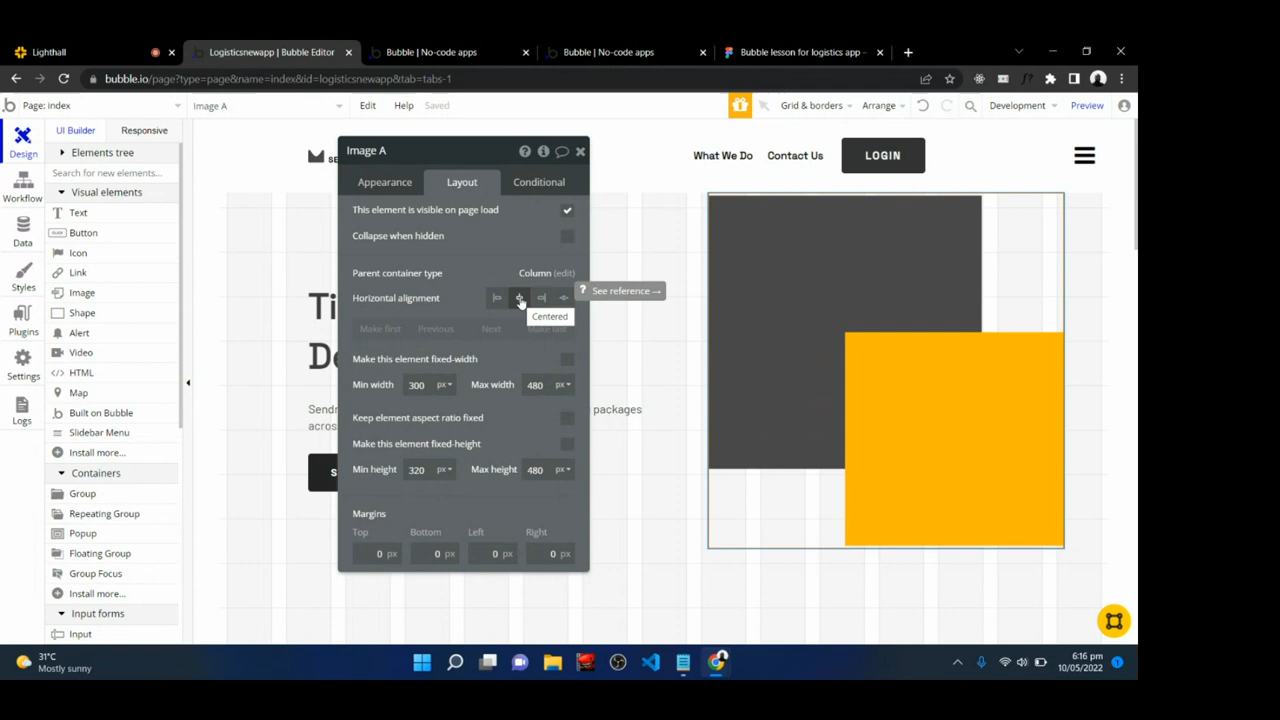 Lighthall
Logisticsnewapp | Bubble Editor
Bubble | No-code apps
Bubble | No-code apps
Bubble lesson for logistics app –
bubble.io/page?type=page&name=index&id=logisticsnewapp&tab=tabs-1
Page: index
Image A
Edit
Help
Saved
Grid & borders
Arrange
Development
Preview
Design
Workflow
Data
Styles
Plugins
Settings
Logs
UI Builder
Responsive
Elements tree
Search for new elements...
Visual elements
Text
Button
Icon
Link
Image
Shape
Alert
Video
HTML
Map
Built on Bubble
Slidebar Menu
Install more...
Containers
Group
Repeating Group
Popup
Floating Group
Group Focus
Install more...
Input forms
Input
Image A
Appearance
Layout
Conditional
This element is visible on page load
Collapse when hidden
Parent container type Column (edit)
Horizontal alignment
See reference →
Centered
Make first Previous Next Make last
Make this element fixed-width
Min width 300 px Max width 480 px
Keep element aspect ratio fixed
Make this element fixed-height
Min height 320 px Max height 480 px
Margins
Top Bottom Left Right
0 px 0 px 0 px 0 px
What We Do
Contact Us
LOGIN
packages
31°C
Mostly sunny
6:16 pm
10/05/2022